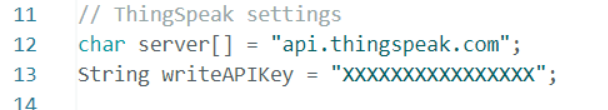 11 // ThingSpeak settings
12 char server[] = "api.thingspeak.com";
13 String writeAPIKey = "XXXXXXXXXXXXXXXX";
14